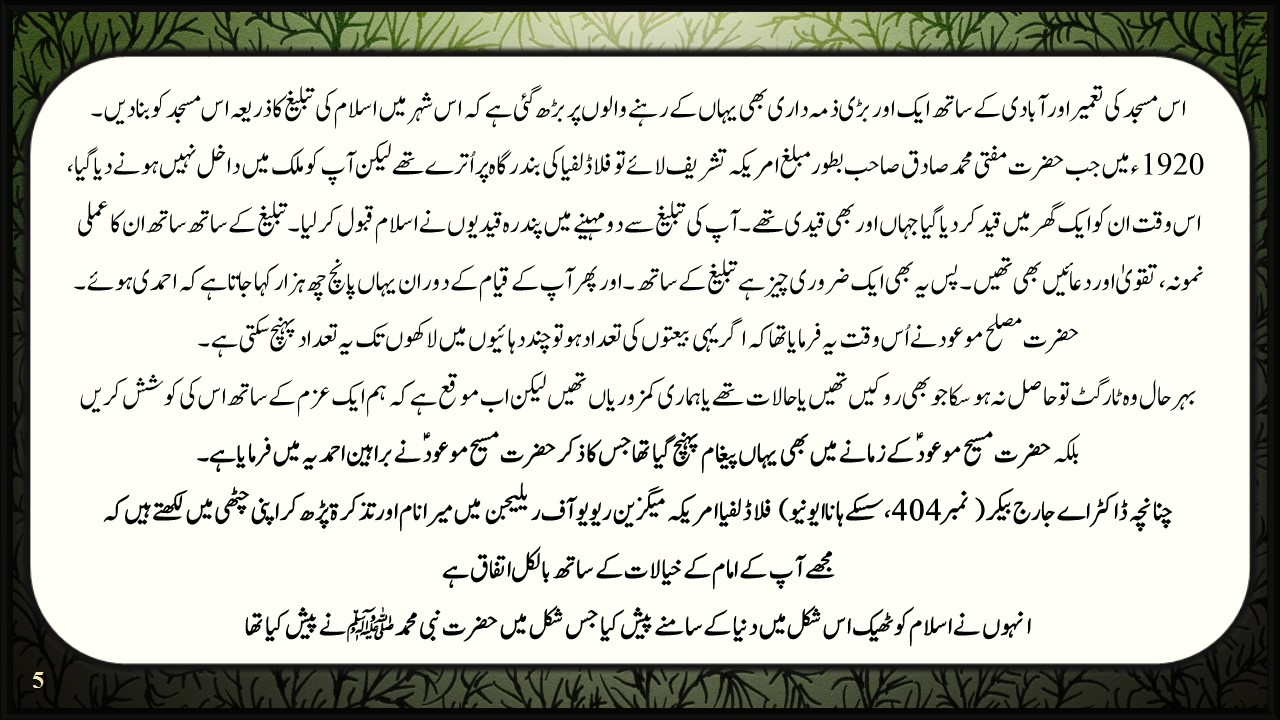 اس مسجد کی تعمیر اور آبادی کے ساتھ ایک اور بڑی ذمہ داری بھی یہاں کے رہنے والوں پر بڑھ گئی ہے کہ اس شہر میں اسلام کی تبلیغ کا ذریعہ اس مسجد کو بنا دیں۔
1920ء میں جب حضرت مفتی محمد صادق صاحب بطور مبلغ امریکہ تشریف لائے تو فلاڈلفیا کی بندرگاہ پر اُترے تھے لیکن آپ کو ملک میں داخل نہیں ہونے دیا گیا،
اس وقت ان کو ایک گھر میں قید کر دیا گیا جہاں اور بھی قیدی تھے۔ آپ کی تبلیغ سے دو مہینے میں پندرہ قیدیوں نے اسلام قبول کر لیا۔ تبلیغ کے ساتھ ساتھ ان کا عملی
نمونہ، تقویٰ اور دعائیں بھی تھیں۔ پس یہ بھی ایک ضروری چیز ہے تبلیغ کے ساتھ۔ اور پھر آپ کے قیام کے دوران یہاں پانچ چھ ہزار کہا جاتا ہے کہ احمدی ہوئے۔
حضرت مصلح موعود نے اُس وقت یہ فرمایا تھا کہ اگر یہی بیعتوں کی تعداد ہو تو چند دہائیوں میں لاکھوں تک یہ تعداد پہنچ سکتی ہے۔
بہرحال وہ ٹارگٹ تو حاصل نہ ہو سکا جو بھی روکیں تھیں یا حالات تھے یا ہماری کمزوریاں تھیں لیکن اب موقع ہے کہ ہم ایک عزم کے ساتھ اس کی کوشش کریں
بلکہ حضرت مسیح موعودؑ کے زمانے میں بھی یہاں پیغام پہنچ گیا تھا جس کا ذکر حضرت مسیح موعودؑ نے براہین احمدیہ میں فرمایا ہے۔
چنانچہ ڈاکٹر اے جارج بیکر (نمبر 404، سسکے ہانا ایونیو) فلاڈلفیا امریکہ میگزین ریویو آف ریلیجن میں میرا نام اور تذکرۃ پڑھ کر اپنی چٹھی میں لکھتے ہیں کہ
مجھے آپ کے امام کے خیالات کے ساتھ بالکل اتفاق ہے
انہوں نے اسلام کو ٹھیک اس شکل میں دنیا کے سامنے پیش کیا جس شکل میں حضرت نبی محمد ﷺ نے پیش کیا تھا
5